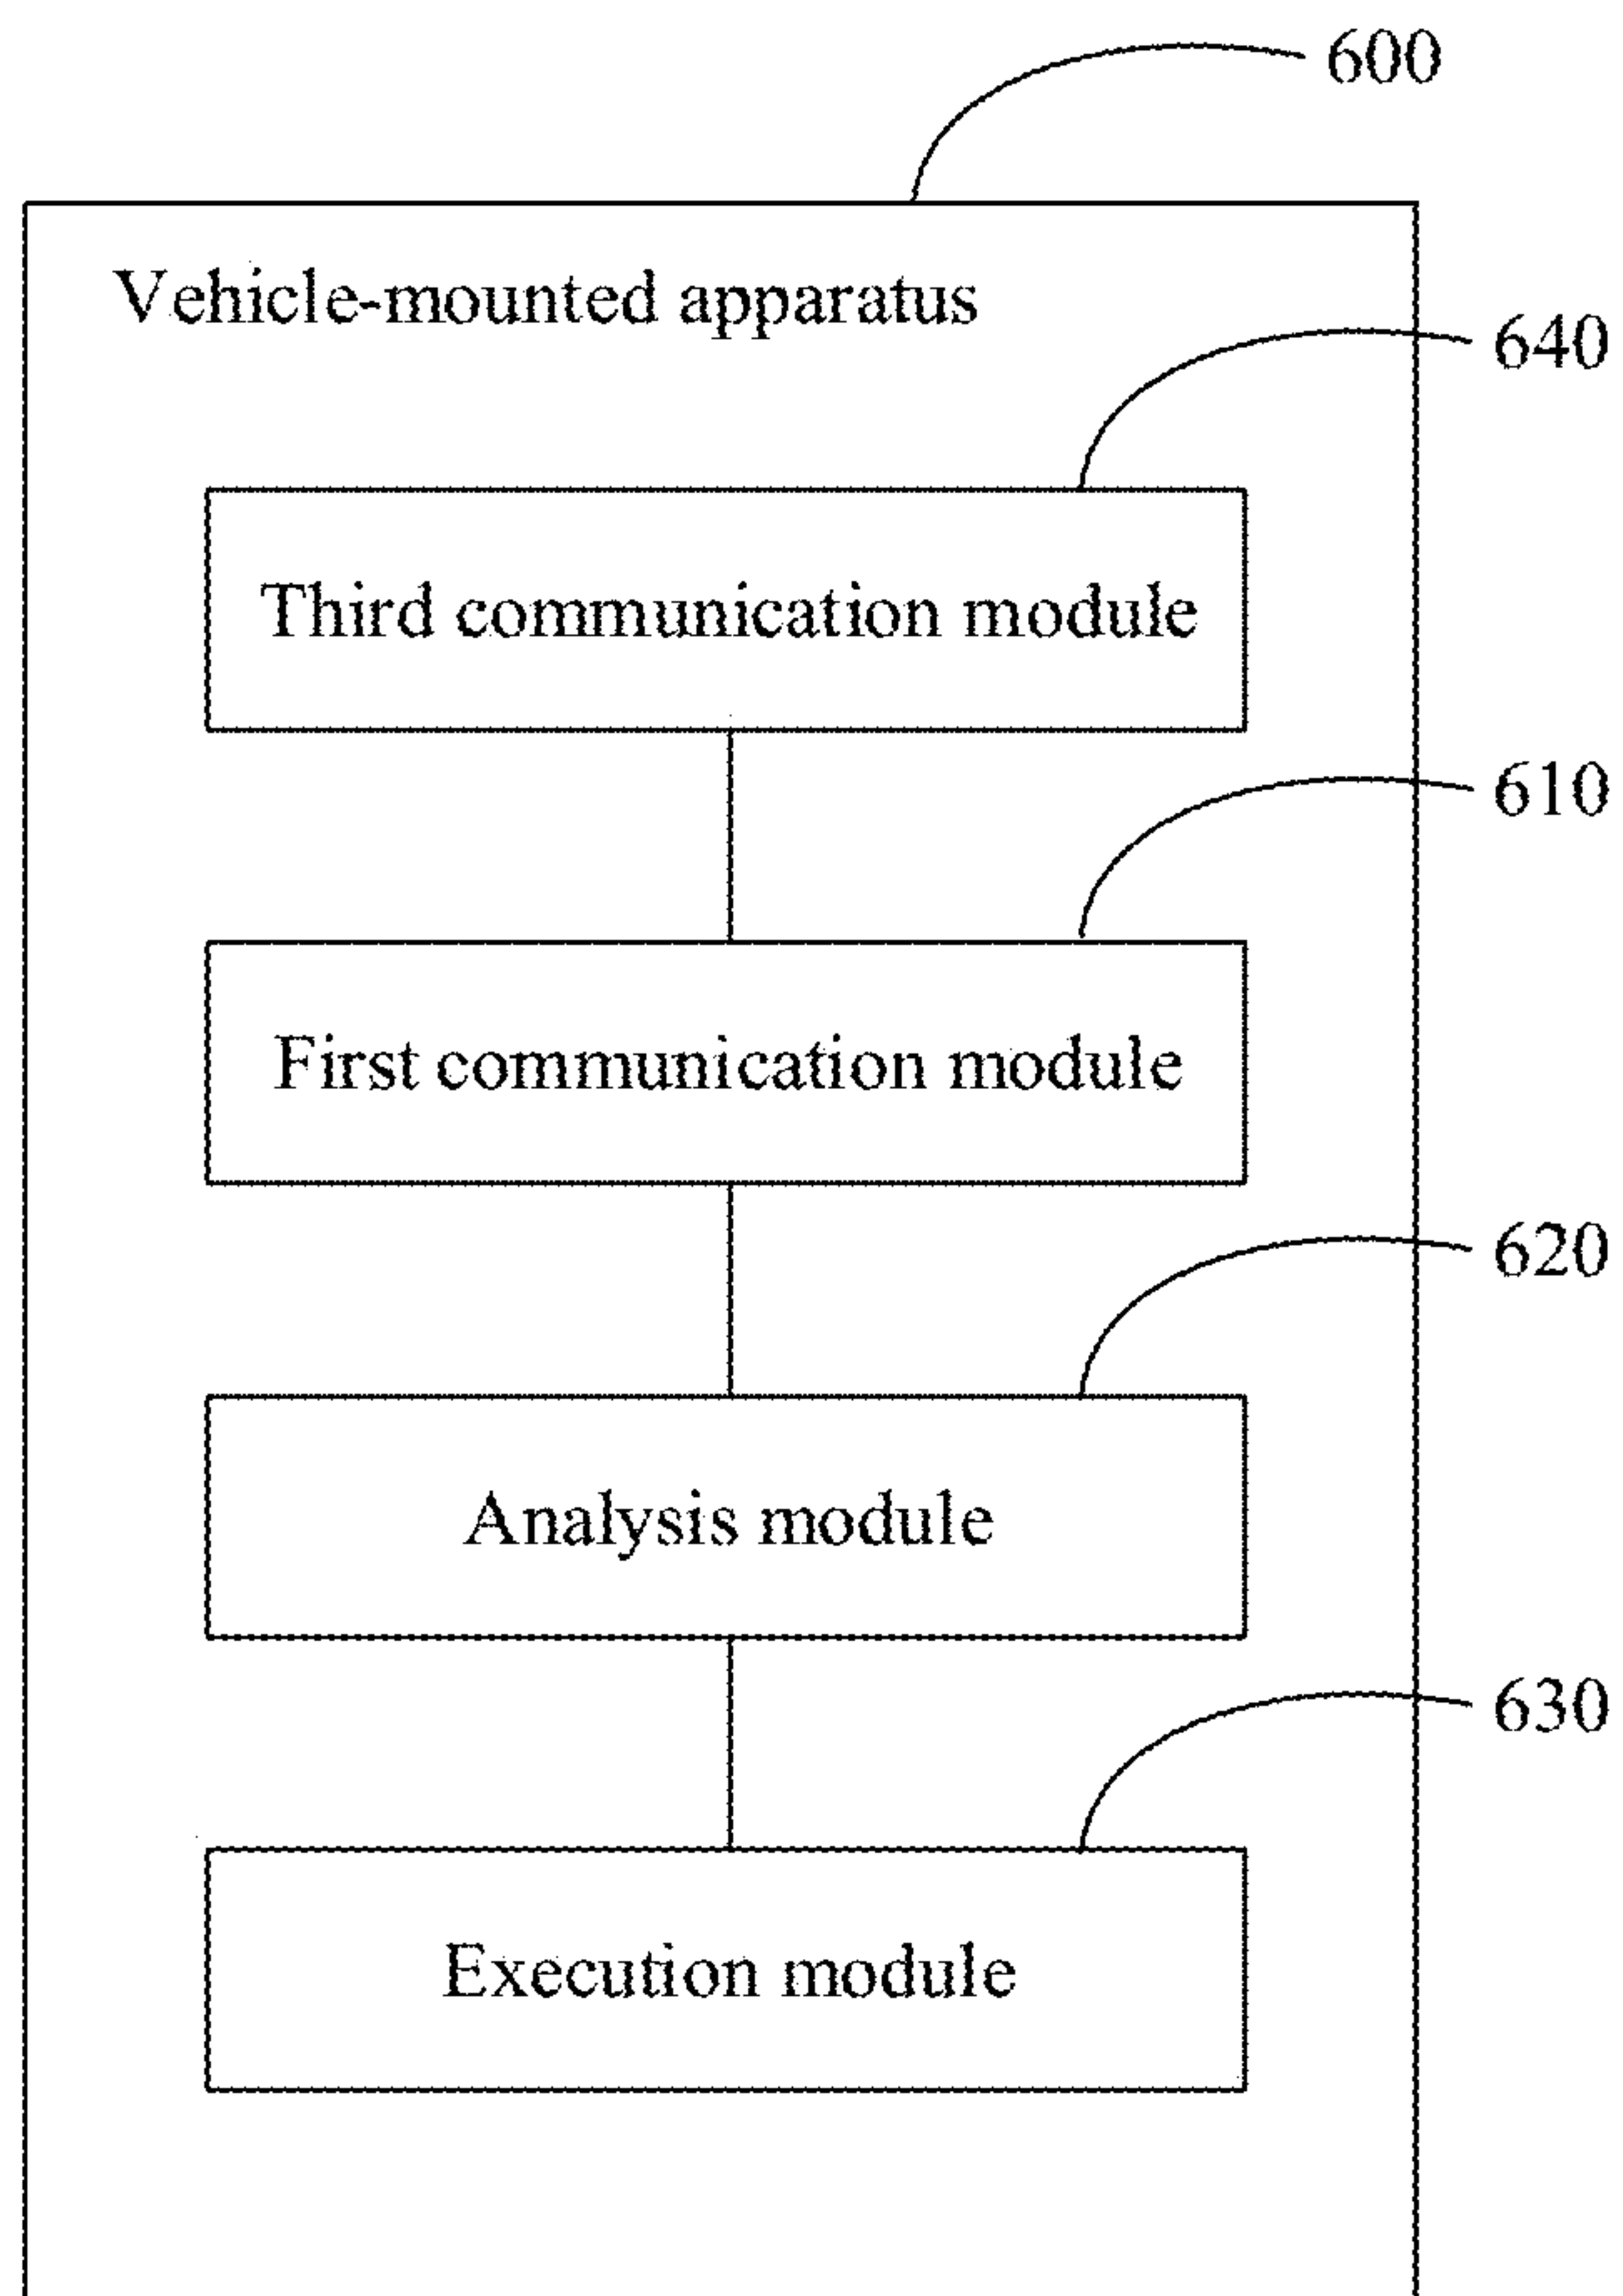 600
Vehicle-mounted apparatus
640
Third communication module
610
First communication module
620
Analysis module
630
Execution module